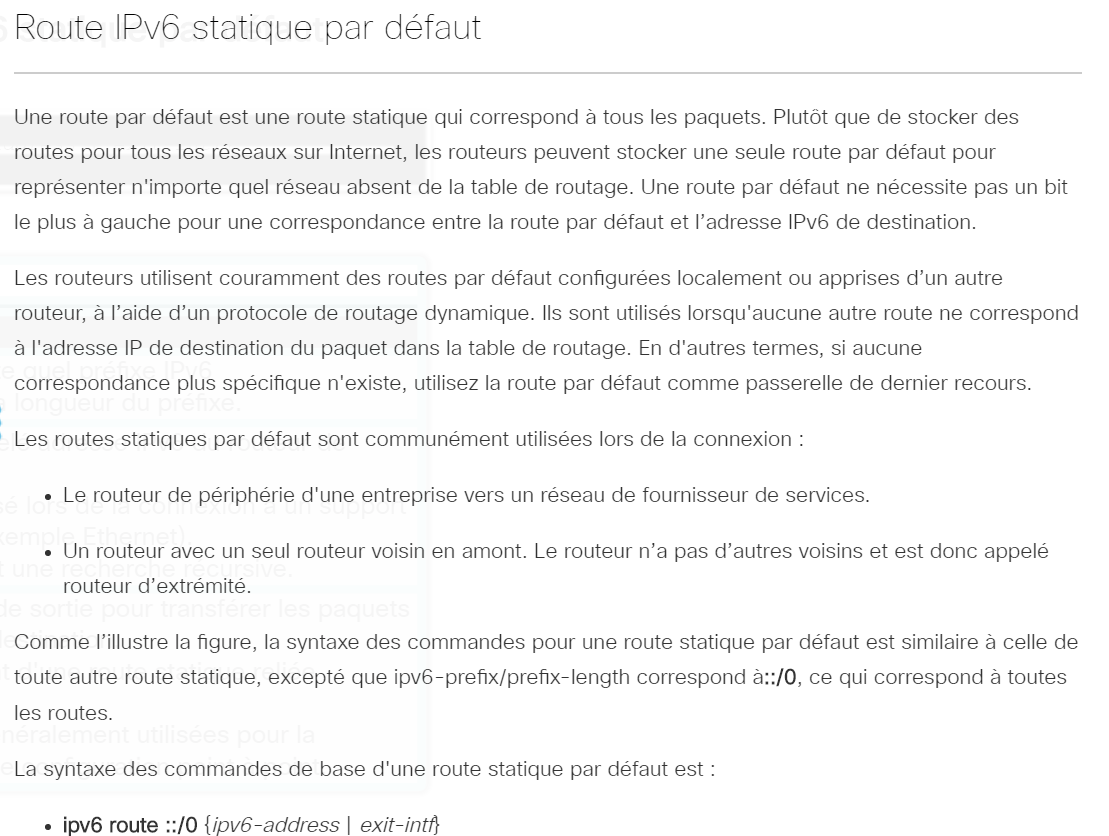 Route IPv6 statique par défaut
Une route par défaut est une route statique qui correspond à tous les paquets. Plutôt que de stocker des
routes pour tous les réseaux sur Internet, les routeurs peuvent stocker une seule route par défaut pour
représenter n'importe quel réseau absent de la table de routage. Une route par défaut ne nécessite pas un bit
le plus à gauche pour une correspondance entre la route par défaut et l’adresse IPv6 de destination.
Les routeurs utilisent couramment des routes par défaut configurées localement ou apprises d’un autre
routeur, à l’aide d’un protocole de routage dynamique. Ils sont utilisés lorsqu'aucune autre route ne correspond
à l'adresse IP de destination du paquet dans la table de routage. En d'autres termes, si aucune
correspondance plus spécifique n'existe, utilisez la route par défaut comme passerelle de dernier recours.
Les routes statiques par défaut sont communément utilisées lors de la connexion :
• Le routeur de périphérie d'une entreprise vers un réseau de fournisseur de services.
• Un routeur avec un seul routeur voisin en amont. Le routeur n’a pas d’autres voisins et est donc appelé
routeur d’extrémité.
Comme l’illustre la figure, la syntaxe des commandes pour une route statique par défaut est similaire à celle de
toute autre route statique, excepté que ipv6-prefix/prefix-length correspond à::/0, ce qui correspond à toutes
les routes.
La syntaxe des commandes de base d'une route statique par défaut est :
• ipv6 route ::/0 {ipv6-address | exit-intf}